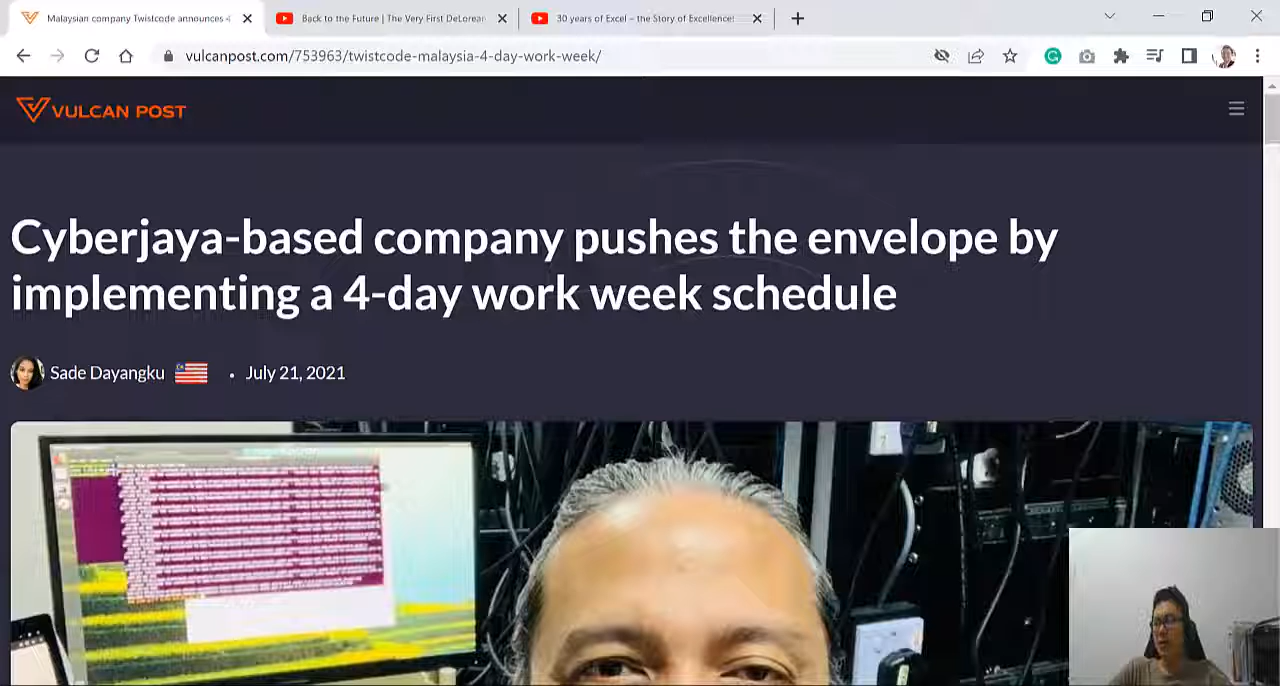 Malaysian company Twistcode announces
Back to the Future | The Very First DeLorean
30 years of Excel – the Story of Excellence!
vulcanpost.com/753963/twistcode-malaysia-4-day-work-week/
VULCAN POST
Cyberjaya-based company pushes the envelope by
implementing a 4-day work week schedule
Sade Dayangku
• July 21, 2021